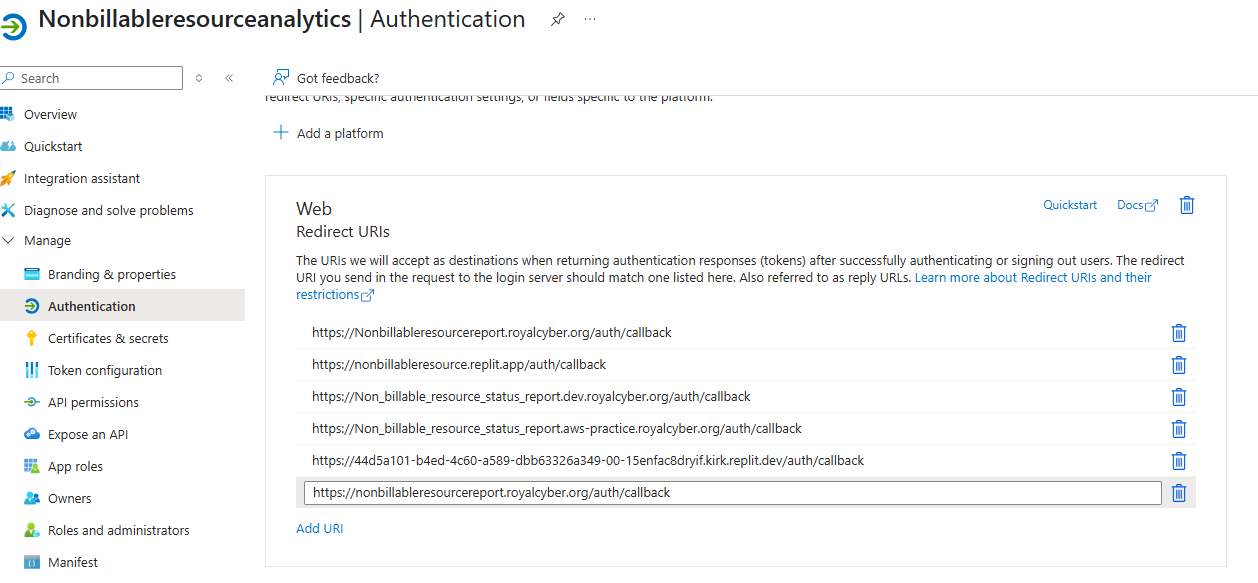 Nonbillableresourceanalytics | Authentication
Search
Got feedback?
redirect URIs, specific authentication settings, or fields specific to the platform.
Add a platform
Overview
Quickstart
Integration assistant
Diagnose and solve problems
Manage
Branding & properties
Authentication
Certificates & secrets
Token configuration
API permissions
Expose an API
App roles
Owners
Roles and administrators
Manifest
Web
Quickstart
Docs
Redirect URIs
The URIs we will accept as destinations when returning authentication responses (tokens) after successfully authenticating or signing out users. The redirect
URI you send in the request to the login server should match one listed here. Also referred to as reply URLs. Learn more about Redirect URIs and their
restrictions
https://Nonbillableresourcereport.royalcyber.org/auth/callback
https://nonbillableresource.replit.app/auth/callback
https://Non_billable_resource_status_report.dev.royalcyber.org/auth/callback
https://Non_billable_resource_status_report.aws-practice.royalcyber.org/auth/callback
https://44d5a101-b4ed-4c60-a589-dbb63326a349-00-15enfac8dryif.kirk.replit.dev/auth/callback
https://nonbillableresourcereport.royalcyber.org/auth/callback
Add URI